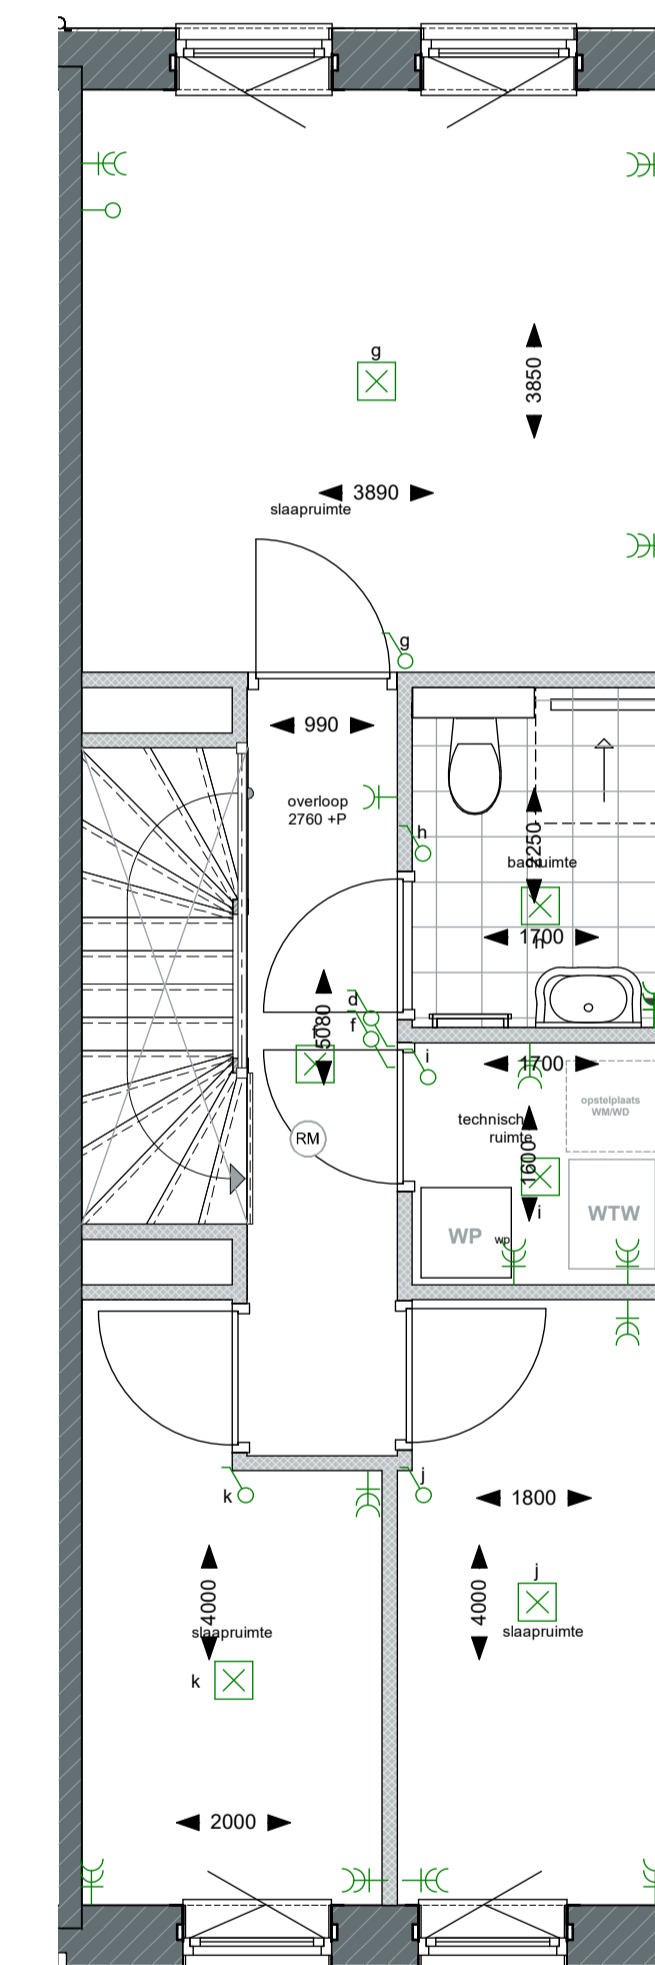 g
3850
3890
slaapruimte
g
990
overloop
2760 +P
h
2250
badruimte
1700
h
d
f
5080
f
i
1700
opstelplaats
WM/WD
technische
ruimte
1600
RM
i
WP
wp
WTW
k
j
1800
4000
4000
j
slaapruimte
slaapruimte
k
2000